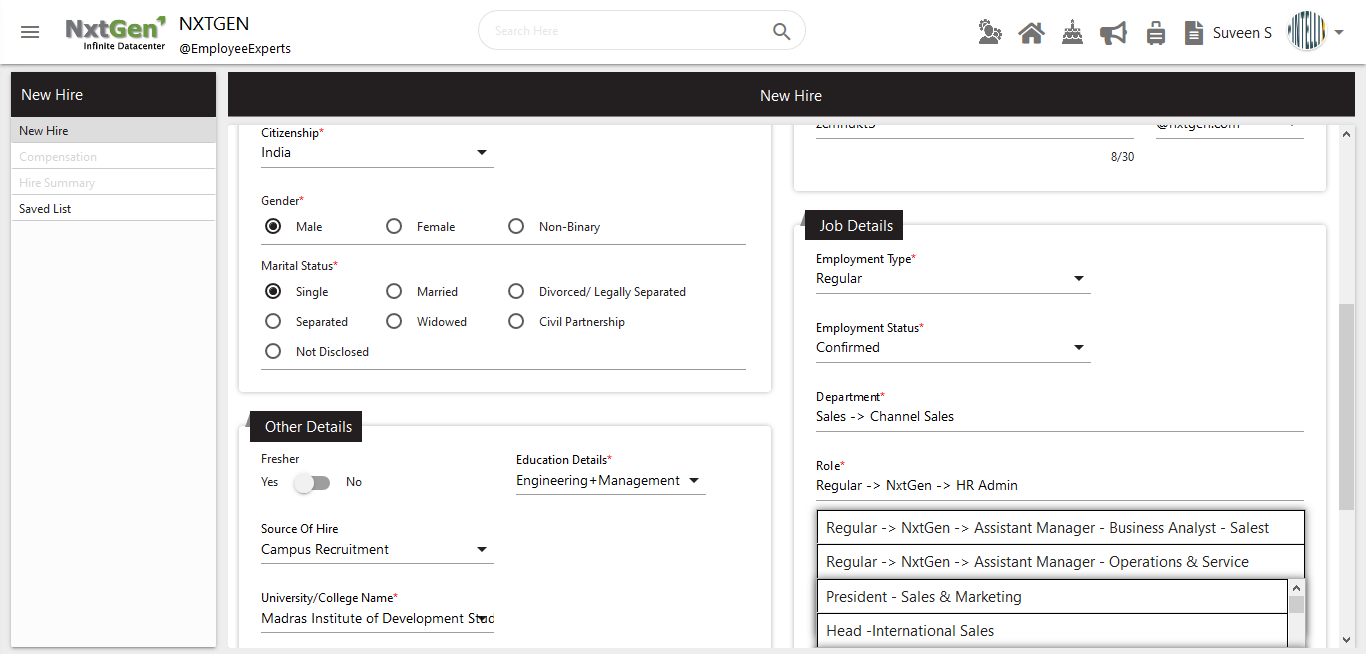 NxtGen
Infinite Datacenter
NXTGEN
@EmployeeExperts
Search Here
Suveen S
New Hire
New Hire
Compensation
Hire Summary
Saved List
New Hire
Citizenship*
India
Gender*
Male Female Non-Binary
Marital Status*
Single Married Divorced/ Legally Separated
Separated Widowed Civil Partnership
Not Disclosed
Other Details
Fresher
Yes No
Education Details*
Engineering+Management
Source Of Hire
Campus Recruitment
University/College Name*
Madras Institute of Development Stud
@nxtgen.com
8/30
Job Details
Employment Type*
Regular
Employment Status*
Confirmed
Department*
Sales -> Channel Sales
Role*
Regular -> NxtGen -> HR Admin
Regular -> NxtGen -> Assistant Manager - Business Analyst - Salest
Regular -> NxtGen -> Assistant Manager - Operations & Service
President - Sales & Marketing
Head -International Sales